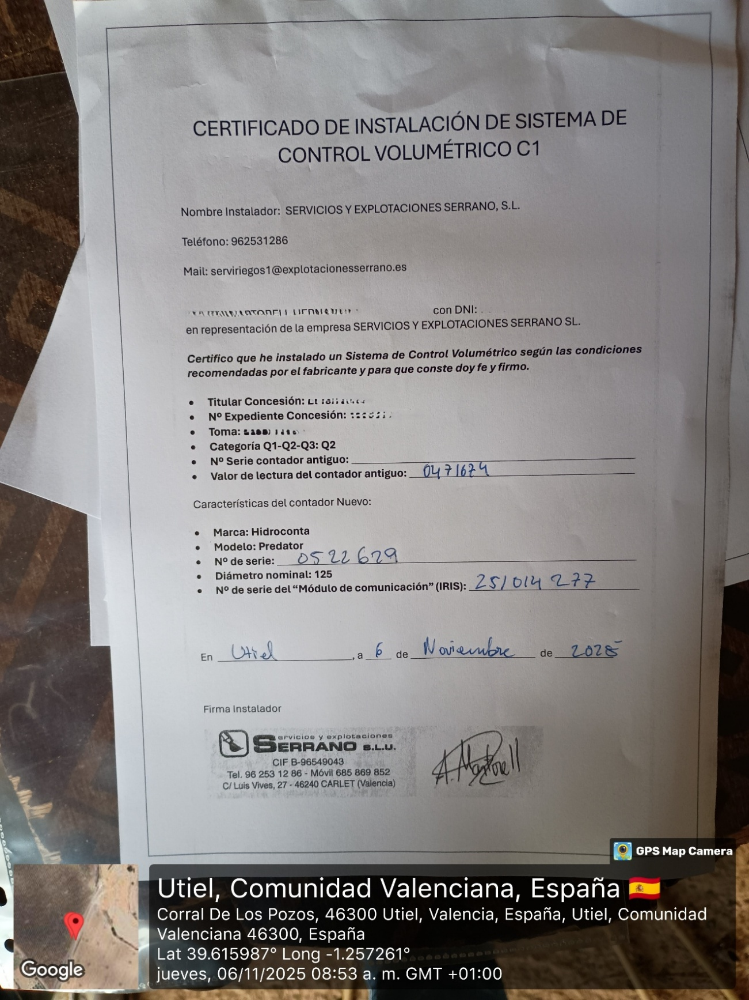 CERTIFICADO DE INSTALACIÓN DE SISTEMA DE
CONTROL VOLUMÉTRICO C1
Nombre Instalador: SERVICIOS Y EXPLOTACIONES SERRANO, S.L.
Teléfono: 962531286
Mail: serviriegos1@explotacionesserrano.es
con DNI:
en representación de la empresa SERVICIOS Y EXPLOTACIONES SERRANO SL.
Certifico que he instalado un Sistema de Control Volumétrico según las condiciones
recomendadas por el fabricante y para que conste doy fe y firmo.
• Titular Concesión:
• Nº Expediente Concesión:
• Toma:
• Categoría Q1-Q2-Q3: Q2
• Nº Serie contador antiguo:
• Valor de lectura del contador antiguo: 0471674
Características del contador Nuevo:
• Marca: Hidroconta
• Modelo: Predator
• Nº de serie: 0522629
• Diámetro nominal: 125
• Nº de serie del “Módulo de comunicación” (IRIS): 25/014277
En Utiel, a 6 de Noviembre de 2025
Firma Instalador
Servicios y explotaciones
SERRANO S.L.U.
CIF B-96549043
Tel. 96 253 12 86 - Móvil 685 869 852
C/ Luis Vives, 27 - 46240 CARLET (Valencia)
A. Martorell
GPS Map Camera
Utiel, Comunidad Valenciana, España
Corral De Los Pozos, 46300 Utiel, Valencia, España, Utiel, Comunidad
Valenciana 46300, España
Lat 39.615987° Long -1.257261°
jueves, 06/11/2025 08:53 a. m. GMT +01:00
Google